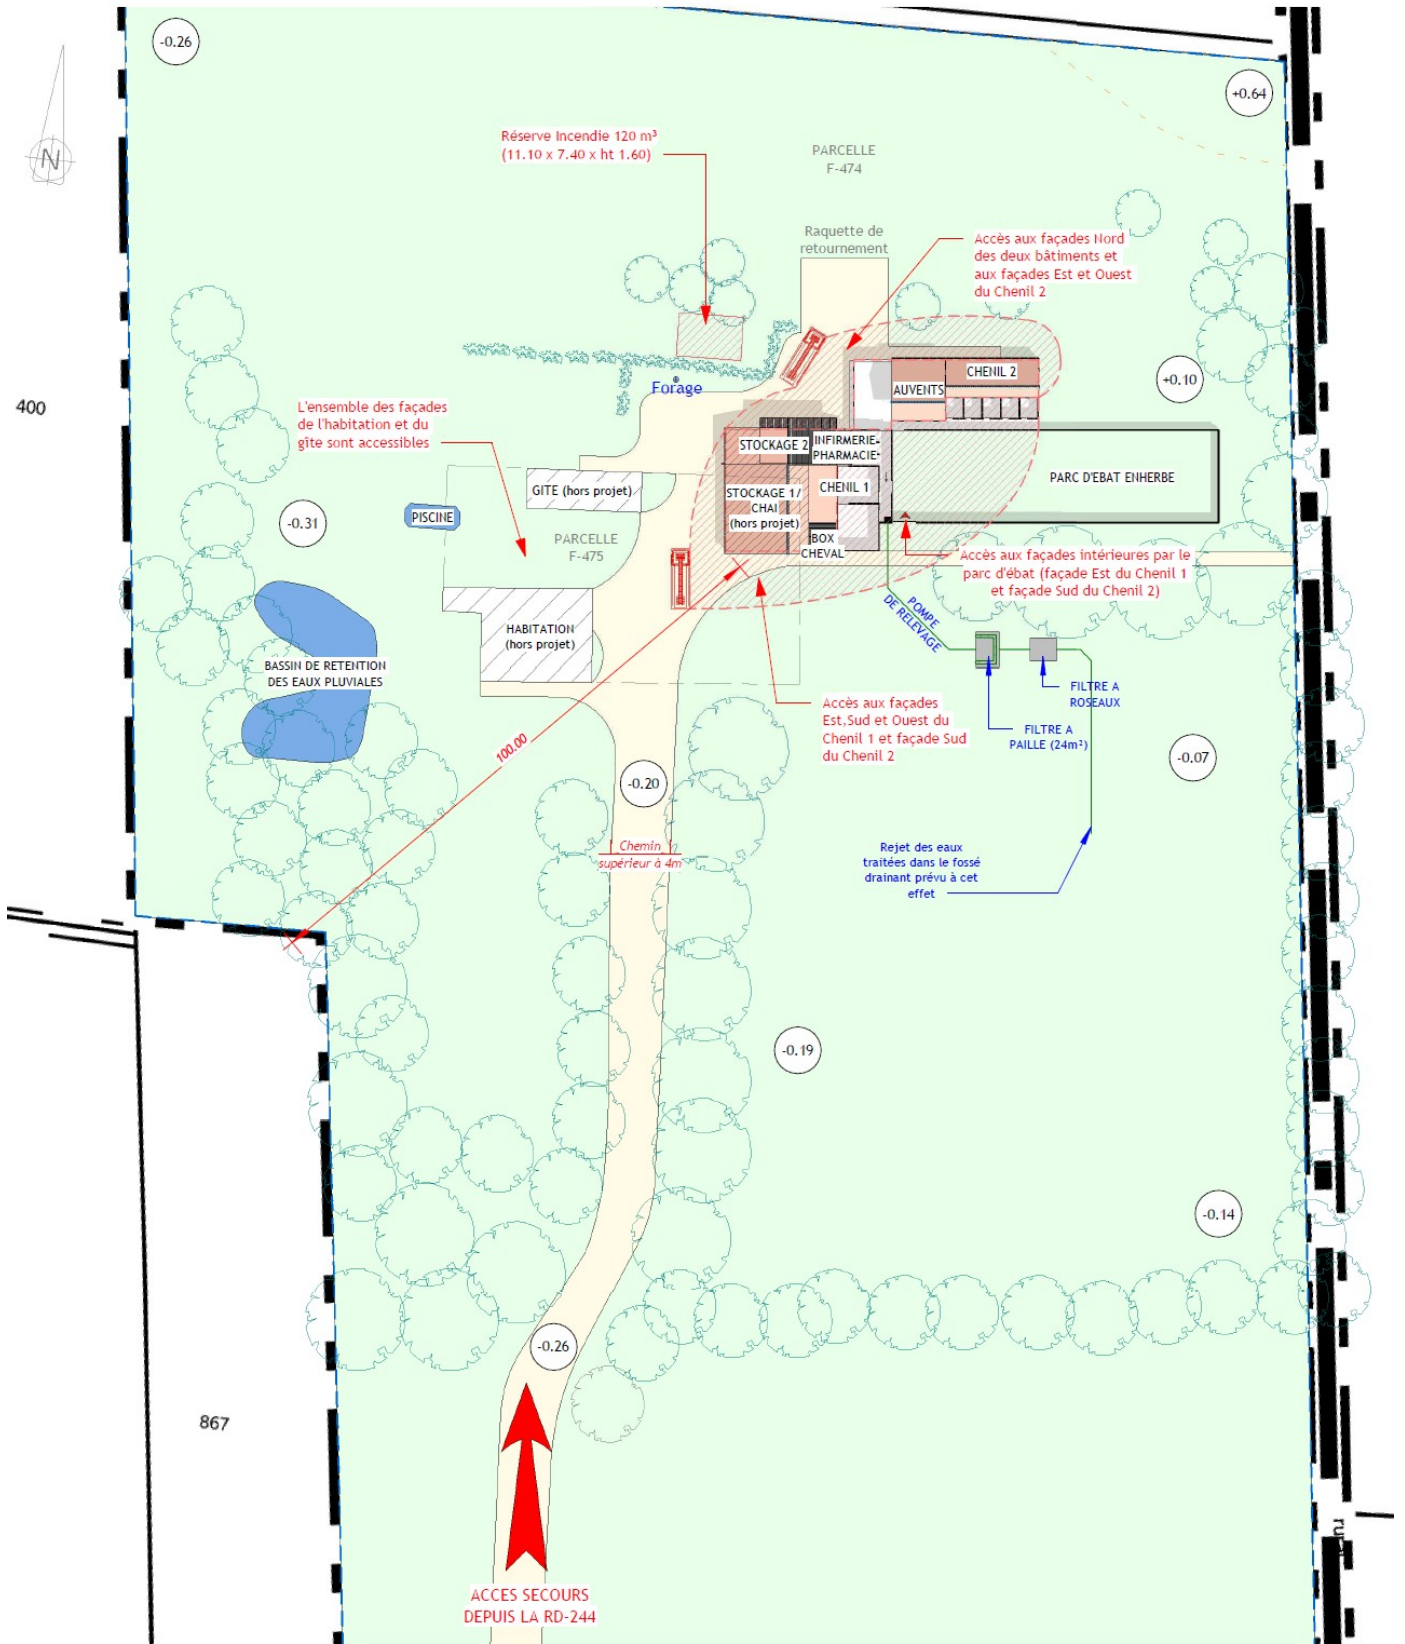 -0.26
+0.64
N
Réserve Incendie 120 m³
(11.10 x 7.40 x ht 1.60)
PARCELLE
F-474
Raquette de
retournement
Accès aux façades Nord
des deux bâtiments et
aux façades Est et Ouest
du Chenil 2
+0.10
400
Forage
CHENIL 2
AUVENTS
L'ensemble des façades
de l'habitation et du
gîte sont accessibles
STOCKAGE 2
INFIRMERIE-
PHARMACIE
PARC D'EBAT ENHERBE
GITE (hors projet)
STOCKAGE 1/
CHAI
(hors projet)
CHENIL 1
BOX
CHEVAL
PISCINE
-0.31
PARCELLE
F-475
Accès aux façades intérieures par le
parc d'ébat (façade Est du Chenil 1
et façade Sud du Chenil 2)
POMPE
DE RELEVAGE
HABITATION
(hors projet)
BASSIN DE RETENTION
DES EAUX PLUVIALES
FILTRE A
ROSEAUX
FILTRE A
PAILLE (24m²)
Accès aux façades
Est,Sud et Ouest du
Chenil 1 et façade Sud
du Chenil 2
100.00
-0.20
-0.07
Chemin
supérieur à 4m
Rejet des eaux
traitées dans le fossé
drainant prévu à cet
effet
-0.19
-0.14
-0.26
867
ACCES SECOURS
DEPUIS LA RD-244